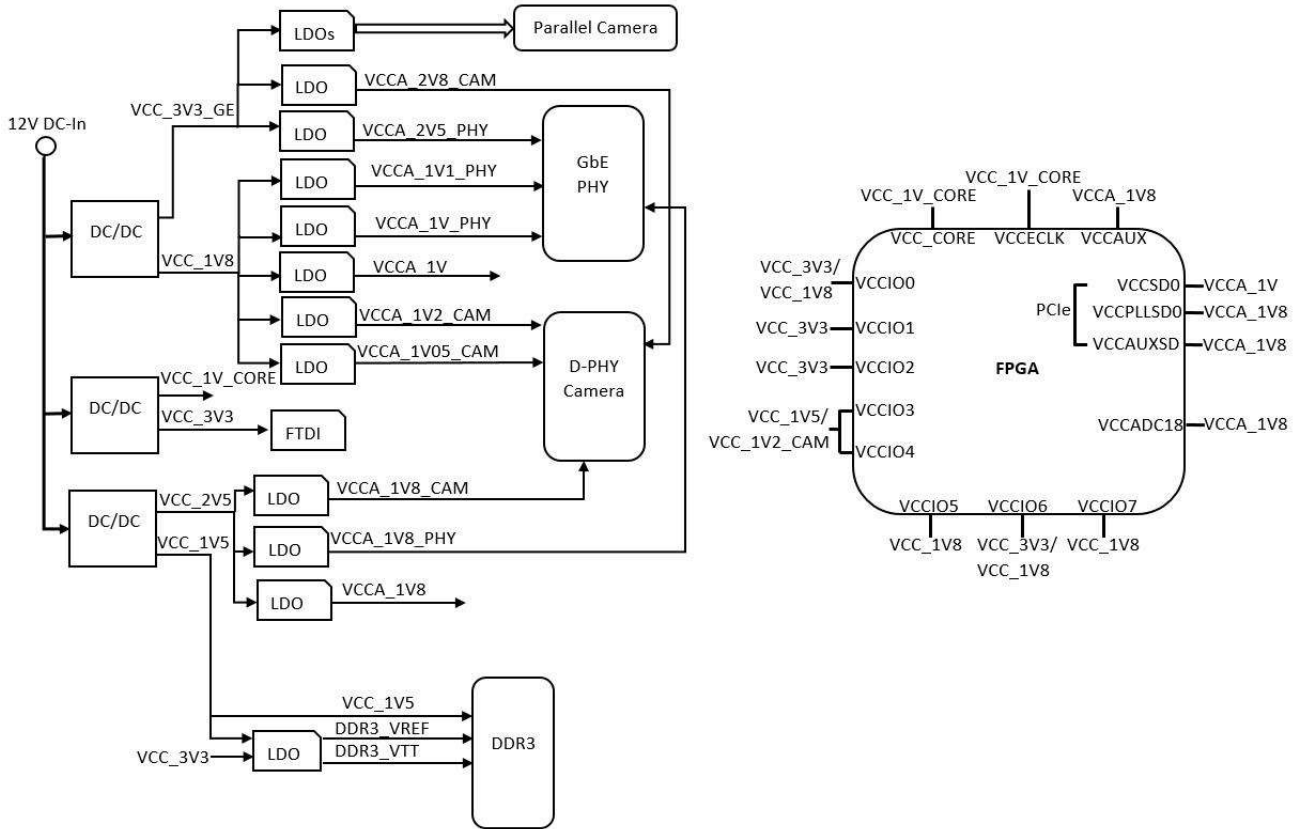 LDOs
Parallel Camera
LDO
VCCA_2V8_CAM
VCC_3V3_GE
12V DC-In
LDO
VCCA_2V5_PHY
GbE
PHY
LDO
VCCA_1V1_PHY
DC/DC
LDO
VCCA_1V_PHY
VCC_1V8
LDO
VCCA_1V
LDO
VCCA_1V2_CAM
LDO
VCCA_1V05_CAM
D-PHY
Camera
DC/DC
VCC_1V_CORE
VCC_3V3
FTDI
DC/DC
VCC_2V5
LDO
VCCA_1V8_CAM
VCC_1V5
LDO
VCCA_1V8_PHY
LDO
VCCA_1V8
VCC_1V5
DDR3_VREF
VCC_3V3
LDO
DDR3_VTT
DDR3
VCC_1V_CORE
VCC_1V_CORE
VCCA_1V8
VCC_CORE
VCCECLK
VCCAUX
VCC_3V3/
VCC_1V8
VCCIO0
VCC_3V3
VCCIO1
VCC_3V3
VCCIO2
VCC_1V5/
VCC_1V2_CAM
VCCIO3
VCCIO4
FPGA
PCIe
VCCSD0
VCCA_1V
VCCPLLSD0
VCCA_1V8
VCCAUXSD
VCCA_1V8
VCCADC18
VCCA_1V8
VCCIO5
VCCIO6
VCCIO7
VCC_1V8
VCC_3V3/
VCC_1V8
VCC_1V8